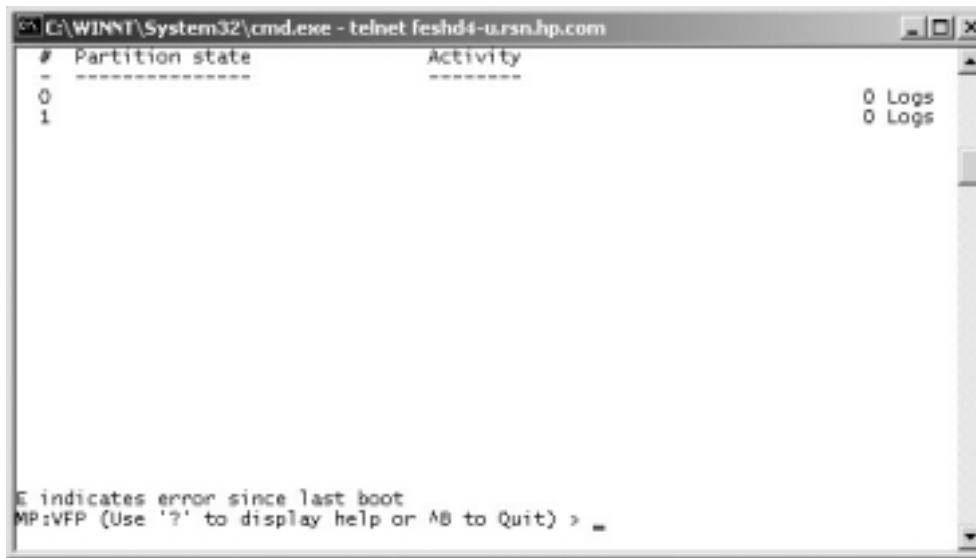 C:\WINNT\System32\cmd.exe - telnet feshd4-u.rsn.hp.com
# Partition state Activity
- --------------- --------
0 0 Logs
1 0 Logs
E indicates error since last boot
MP:VFP (Use '?' to display help or ^B to Quit) > _